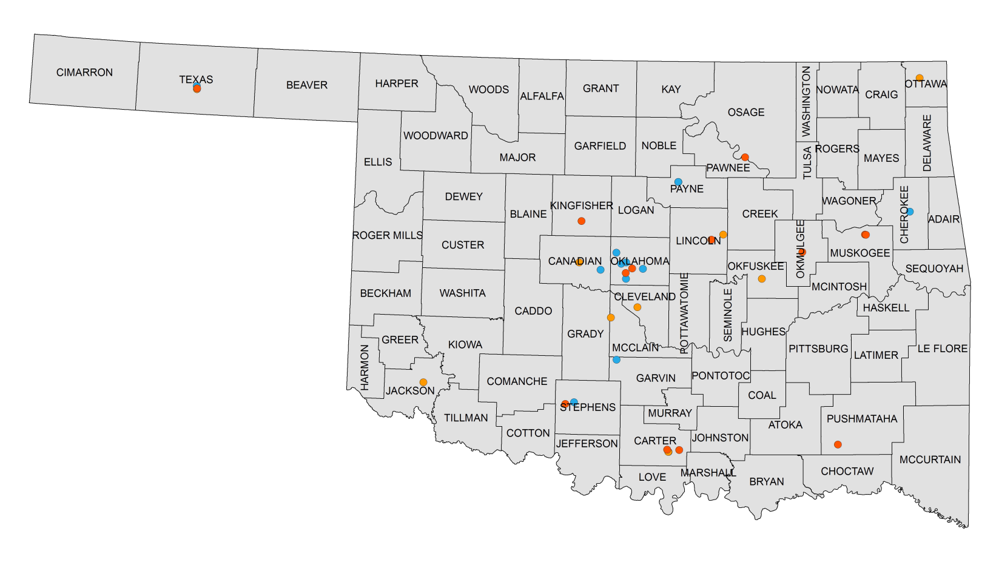 CIMARRON
TEXAS
BEAVER
HARPER
WOODS
ALFALFA
GRANT
KAY
OSAGE
WASHINGTON
NOWATA
CRAIG
OTTAWA
WOODWARD
ELLIS
MAJOR
GARFIELD
NOBLE
PAWNEE
TULSA
ROGERS
MAYES
DELAWARE
DEWEY
BLAINE
KINGFISHER
LOGAN
PAYNE
CREEK
WAGONER
CHEROKEE
ADAIR
ROGER MILLS
CUSTER
CANADIAN
OKLAHOMA
LINCOLN
OKFUSKEE
OKMULGEE
MUSKOGEE
SEQUOYAH
BECKHAM
WASHITA
CADDO
GRADY
CLEVELAND
MCCLAIN
POTTAWATOMIE
SEMINOLE
HUGHES
MCINTOSH
HASKELL
PITTSBURG
LATIMER
LE FLORE
HARMON
GREER
KIOWA
JACKSON
COMANCHE
TILLMAN
COTTON
STEPHENS
JEFFERSON
GARVIN
MURRAY
PONTOTOC
COAL
CARTER
JOHNSTON
ATOKA
PUSHMATAHA
MCCURTAIN
LOVE
MARSHALL
BRYAN
CHOCTAW